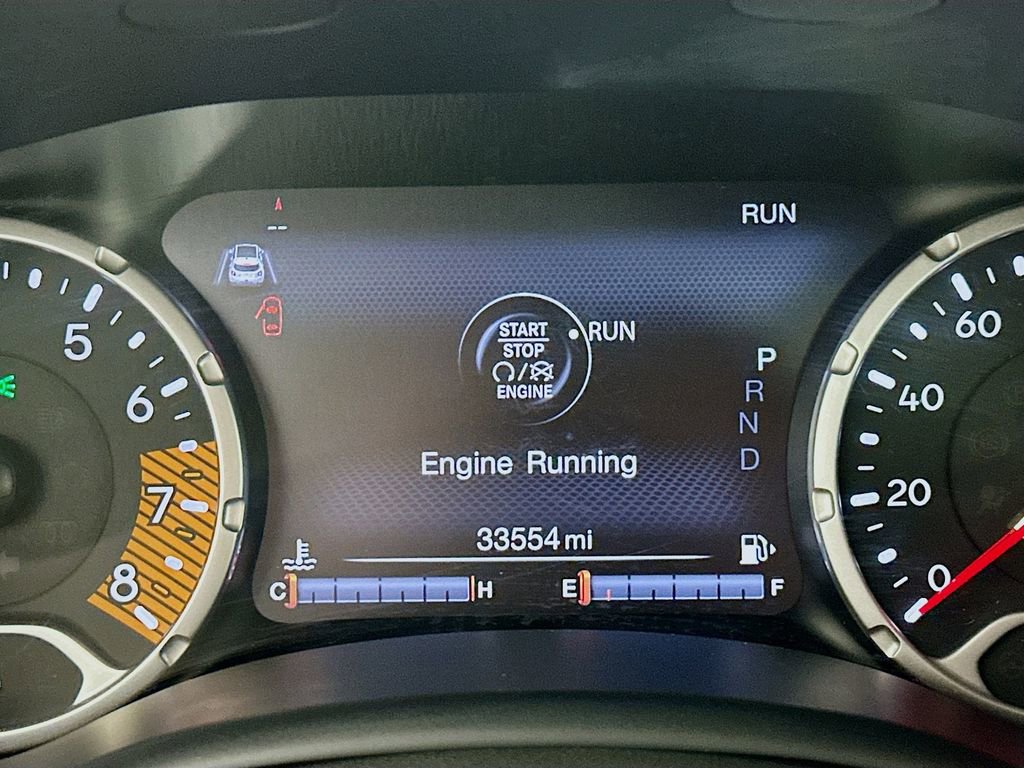 RUN
START
STOP
RUN
ENGINE
P
R
N
D
Engine Running
33554 mi
C H
E F
5
6
7
8
60
40
20
0